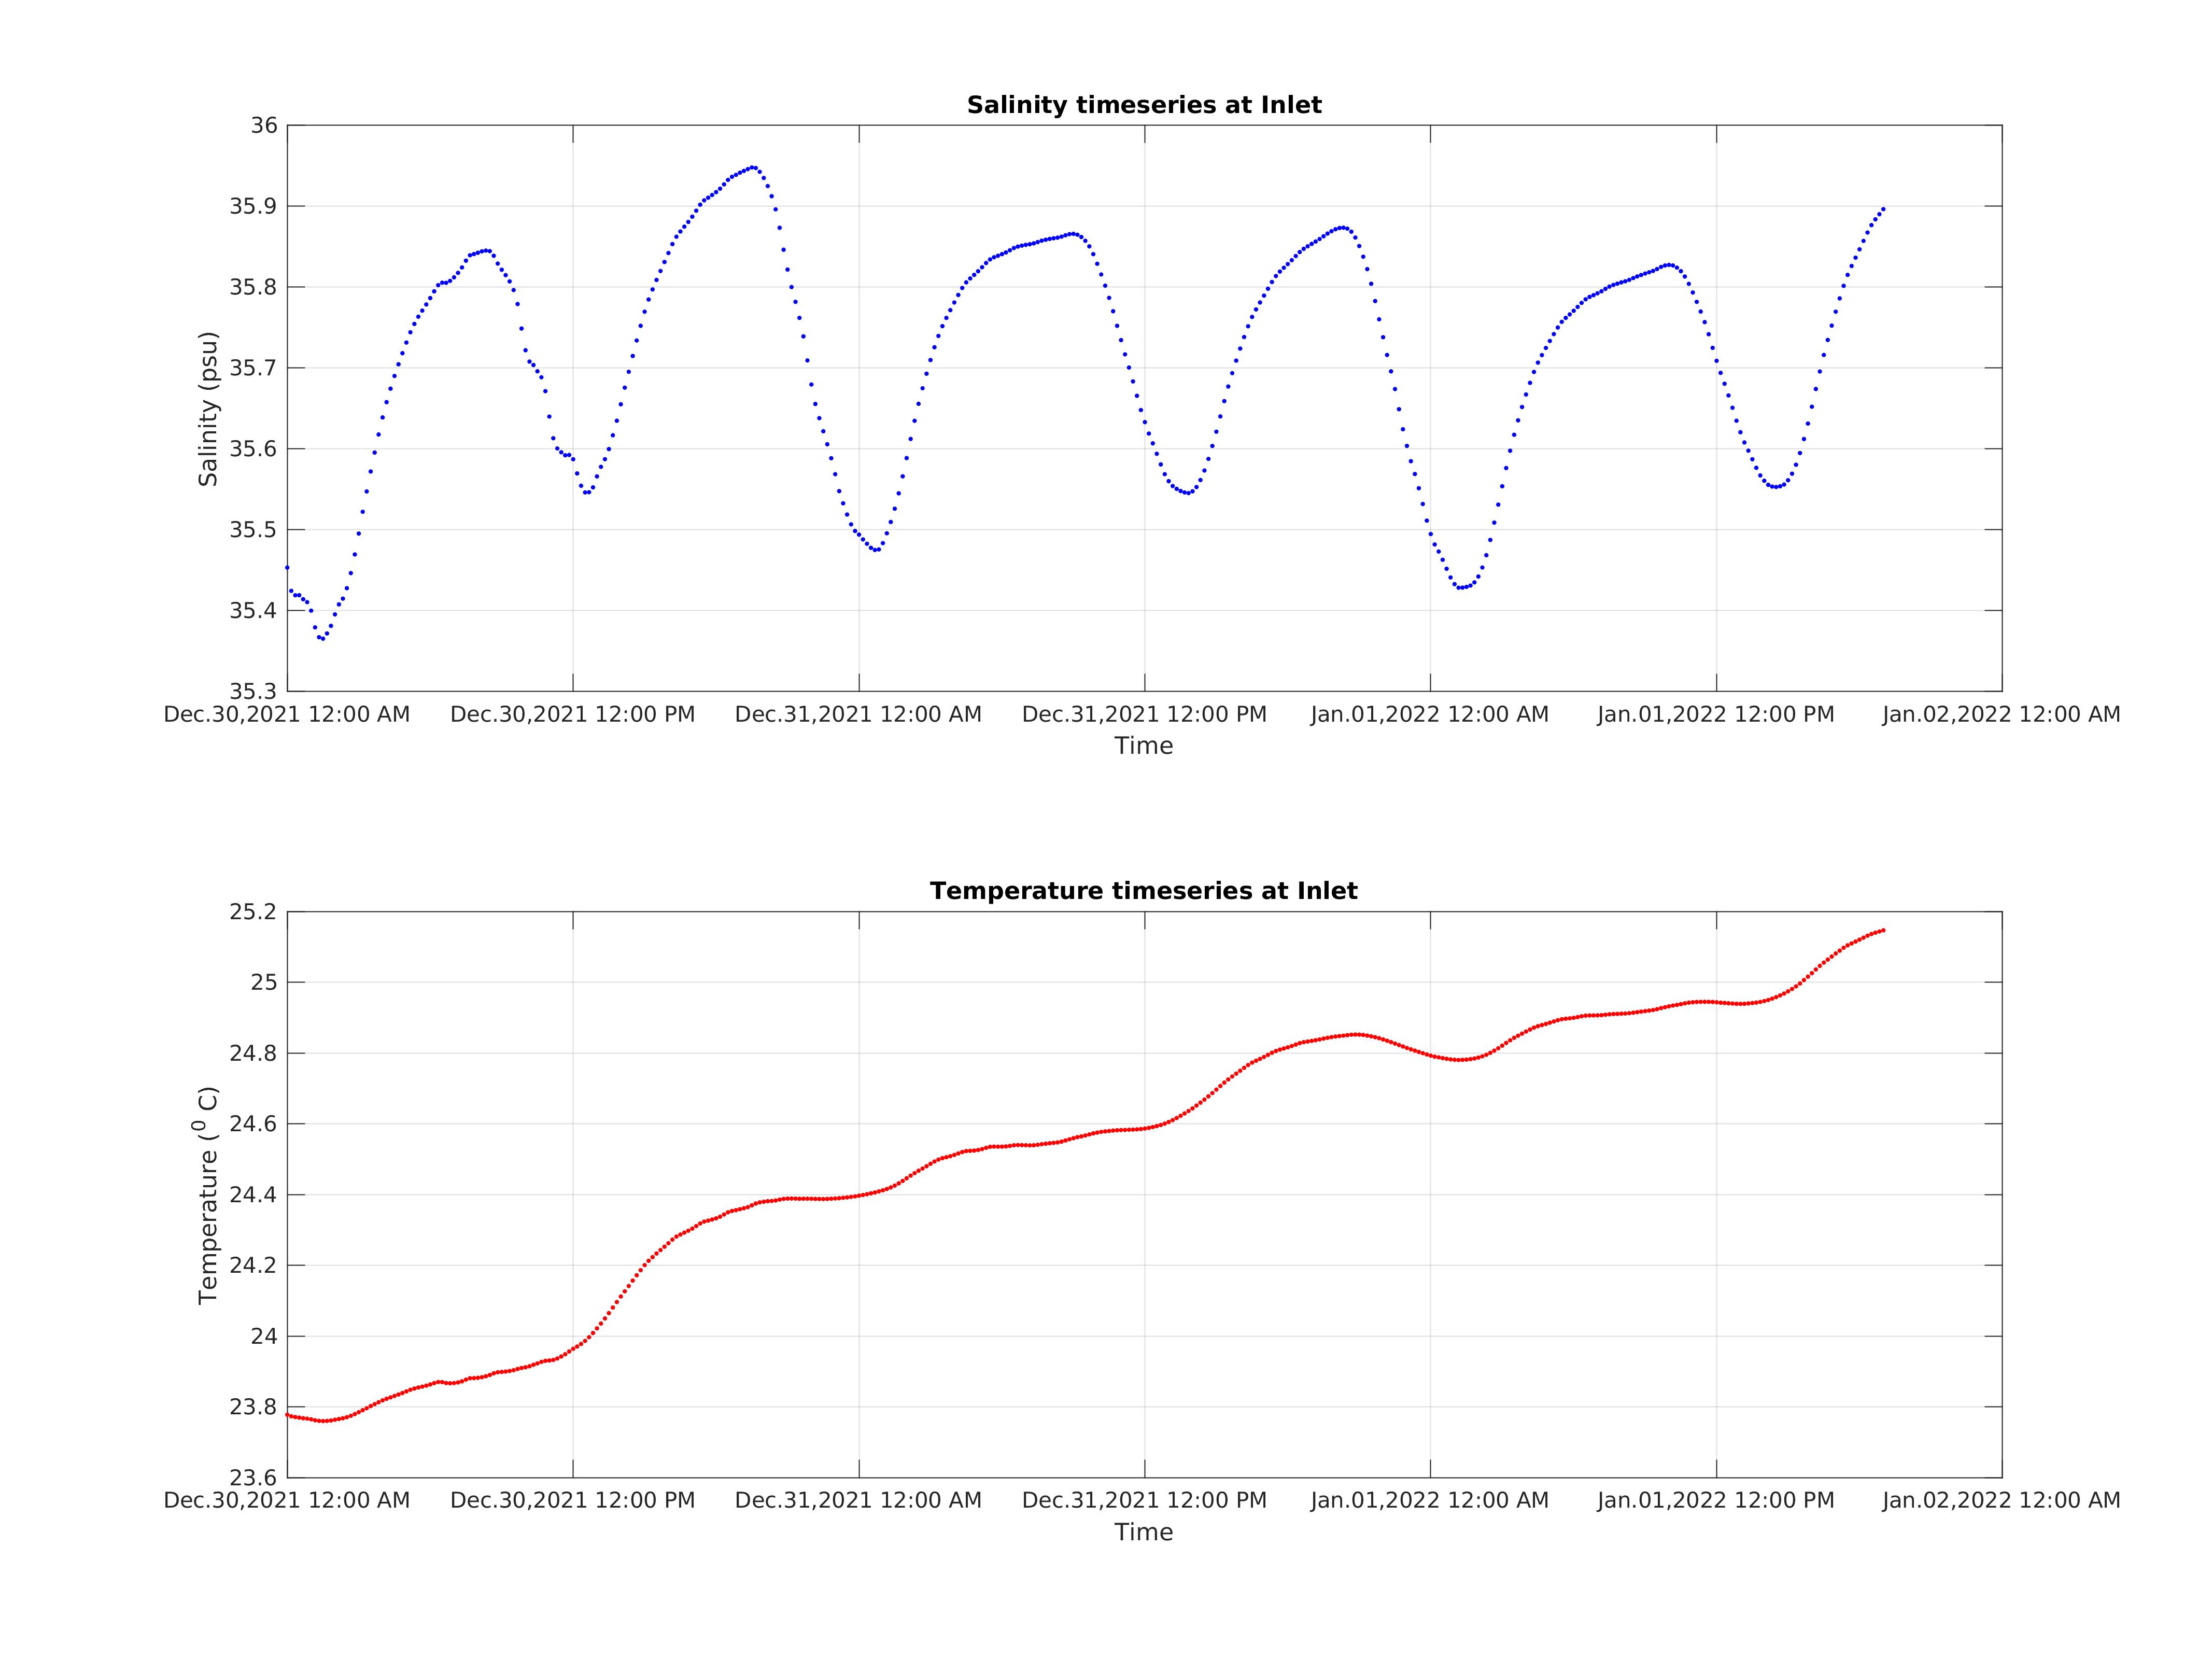 Salinity timeseries at Inlet
36
35.9
35.8
35.7
35.6
35.5
35.4
35.3
Salinity (psu)
Dec.30,2021 12:00 AM Dec.30,2021 12:00 PM Dec.31,2021 12:00 AM Dec.31,2021 12:00 PM Jan.01,2022 12:00 AM Jan.01,2022 12:00 PM Jan.02,2022 12:00 AM
Time
Temperature timeseries at Inlet
25.2
25
24.8
24.6
24.4
24.2
24
23.8
23.6
Temperature (⁰ C)
Dec.30,2021 12:00 AM Dec.30,2021 12:00 PM Dec.31,2021 12:00 AM Dec.31,2021 12:00 PM Jan.01,2022 12:00 AM Jan.01,2022 12:00 PM Jan.02,2022 12:00 AM
Time